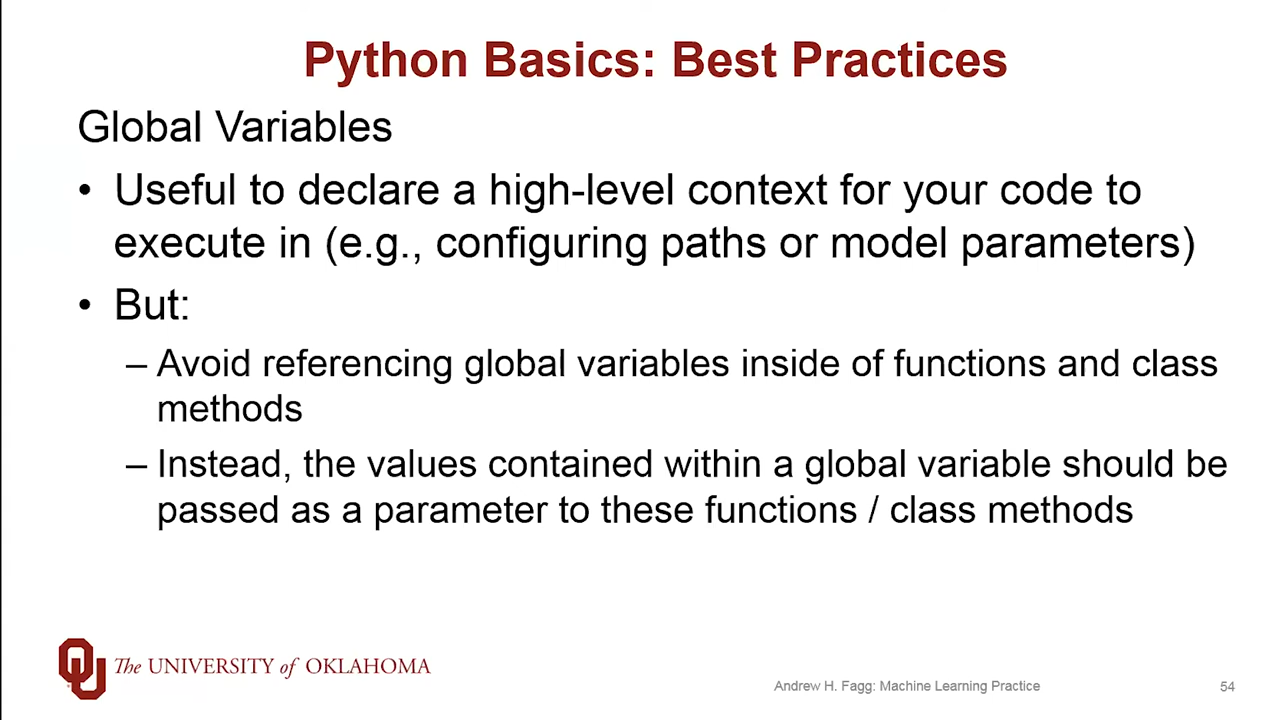 Python Basics: Best Practices
Global Variables
• Useful to declare a high-level context for your code to
execute in (e.g., configuring paths or model parameters)
• But:
– Avoid referencing global variables inside of functions and class
methods
– Instead, the values contained within a global variable should be
passed as a parameter to these functions / class methods
The UNIVERSITY of OKLAHOMA
Andrew H. Fagg: Machine Learning Practice
54